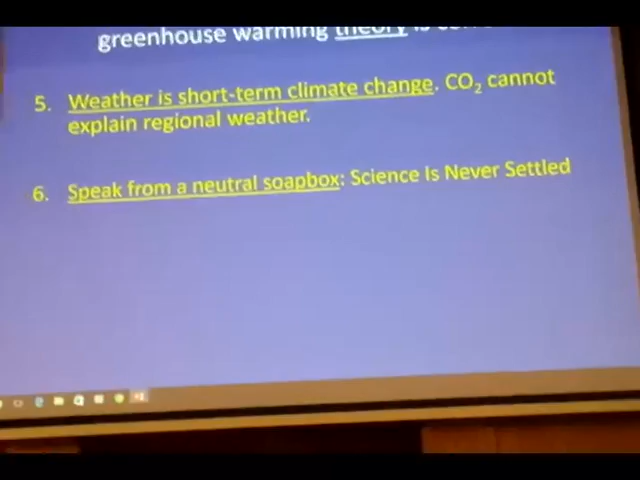 greenhouse warming theory is
5. Weather is short-term climate change. CO₂ cannot
explain regional weather.
6. Speak from a neutral soapbox: Science Is Never Settled